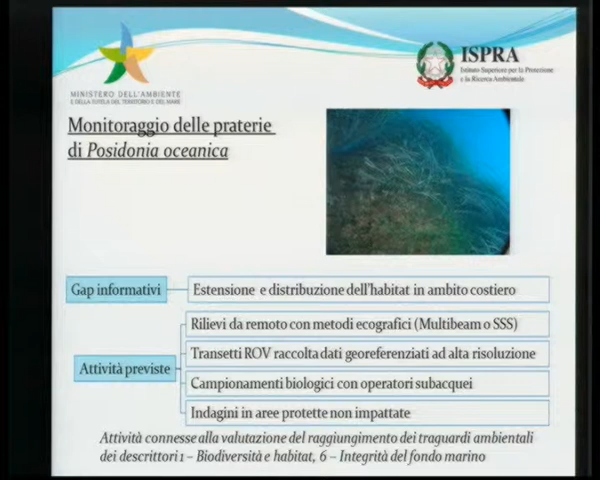 MINISTERO DELL'AMBIENTE
E DELLA TUTELA DEL TERRITORIO E DEL MARE
ISPRA
Istituto Superiore per la Protezione
e la Ricerca Ambientale
Monitoraggio delle praterie
di Posidonia oceanica
Gap informativi
Estensione e distribuzione dell'habitat in ambito costiero
Attività previste
Rilievi da remoto con metodi ecografici (Multibeam o SSS)
Transetti ROV raccolta dati georeferenziati ad alta risoluzione
Campionamenti biologici con operatori subacquei
Indagini in aree protette non impattate
Attività connesse alla valutazione del raggiungimento dei traguardi ambientali
dei descrittori 1 – Biodiversità e habitat, 6 – Integrità del fondo marino